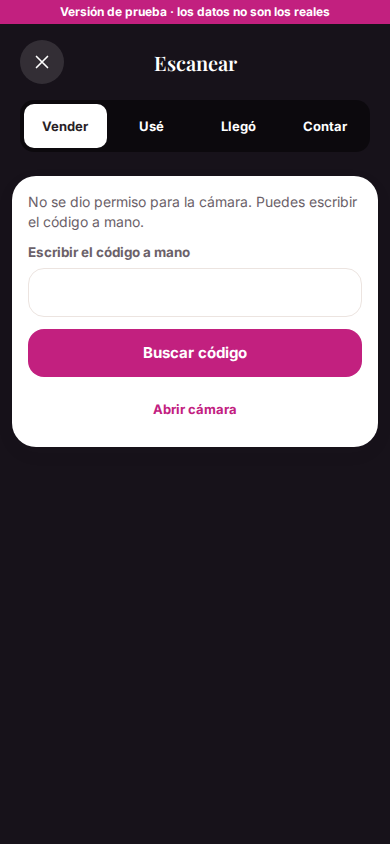 Versión de prueba · los datos no son los reales
Escanear
Vender
Usé
Llegó
Contar
No se dio permiso para la cámara. Puedes escribir
el código a mano.
Escribir el código a mano
Buscar código
Abrir cámara